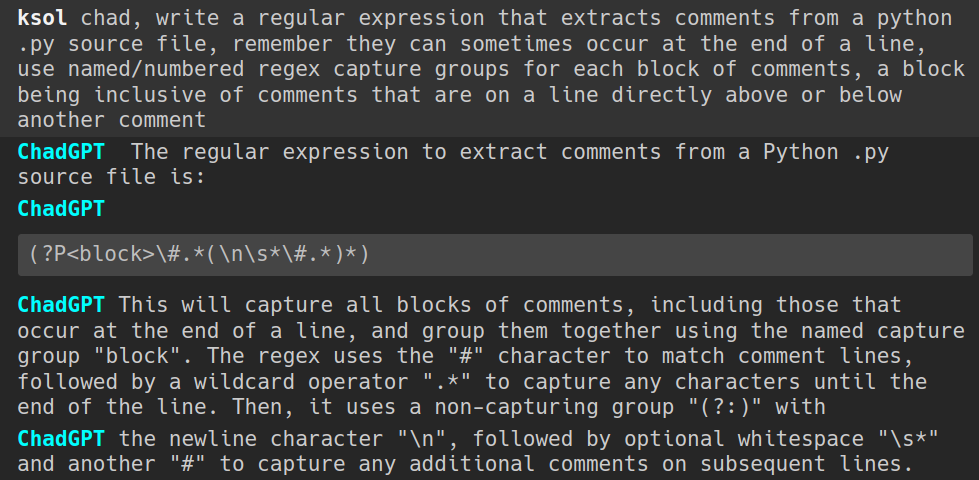 ksol chad, write a regular expression that extracts comments from a python
.py source file, remember they can sometimes occur at the end of a line,
use named/numbered regex capture groups for each block of comments, a block
being inclusive of comments that are on a line directly above or below
another comment
ChadGPT The regular expression to extract comments from a Python .py
source file is:
ChadGPT
(?P<block>\#.*(\n\s*\#.*)*)
ChadGPT This will capture all blocks of comments, including those that
occur at the end of a line, and group them together using the named capture
group "block". The regex uses the "#" character to match comment lines,
followed by a wildcard operator ".*" to capture any characters until the
end of the line. Then, it uses a non-capturing group "(?:)" with
ChadGPT the newline character "\n", followed by optional whitespace "\s*"
and another "#" to capture any additional comments on subsequent lines.